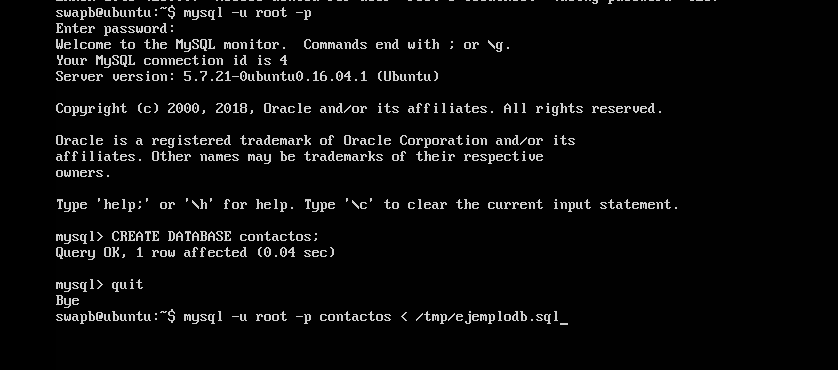 swapb@ubuntu:~$ mysql -u root -p
Enter password:
Welcome to the MySQL monitor.  Commands end with ; or \g.
Your MySQL connection id is 4
Server version: 5.7.21-0ubuntu0.16.04.1 (Ubuntu)
Copyright (c) 2000, 2018, Oracle and/or its affiliates. All rights reserved.
Oracle is a registered trademark of Oracle Corporation and/or its
affiliates. Other names may be trademarks of their respective
owners.
Type 'help;' or '\h' for help. Type '\c' to clear the current input statement.
mysql> CREATE DATABASE contactos;
Query OK, 1 row affected (0.04 sec)
mysql> quit
Bye
swapb@ubuntu:~$ mysql -u root -p contactos < /tmp/ejemplodb.sql_